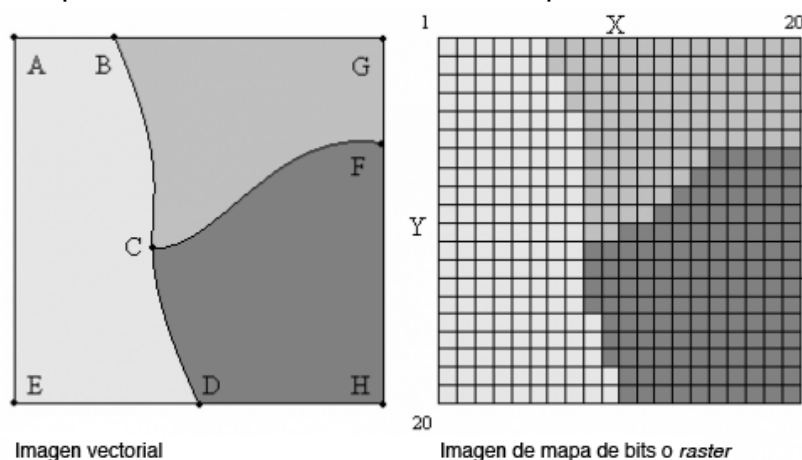 1 X 20
A B G
F
Y
C
E D H
20
Imagen vectorial
Imagen de mapa de bits o raster